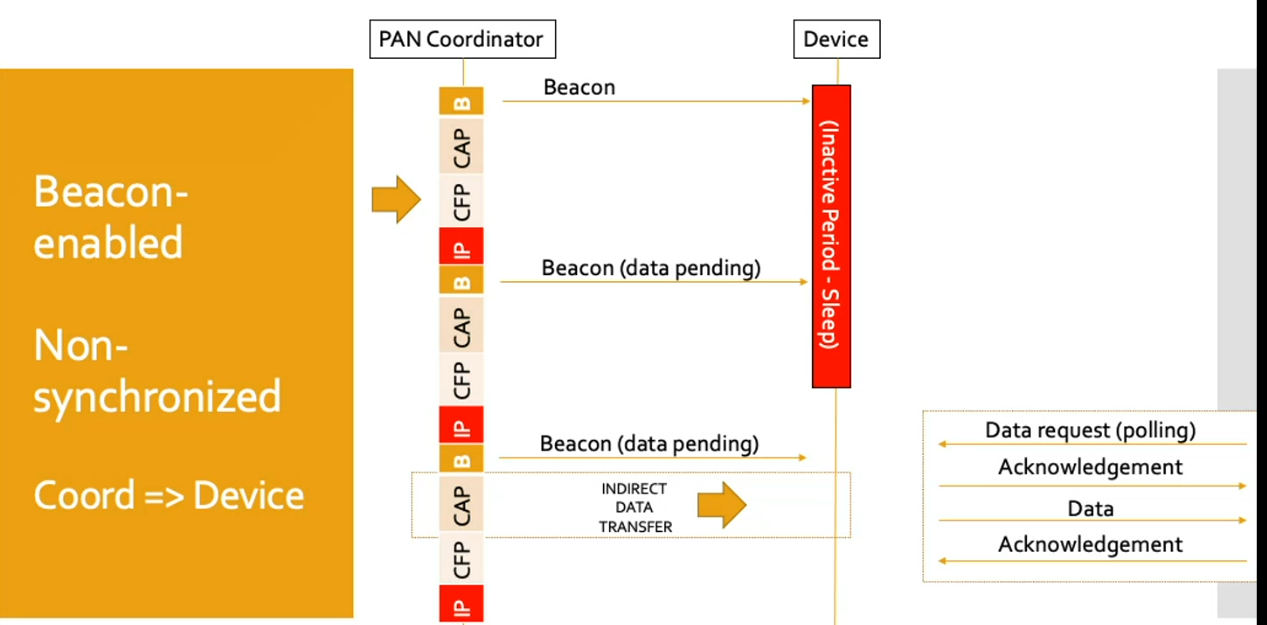 Beacon-
enabled
Non-
synchronized
Coord => Device
PAN Coordinator
Device
B
CAP
CFP
IP
B
CAP
CFP
IP
B
CAP
CFP
IP
Beacon
Beacon (data pending)
Beacon (data pending)
(Inactive Period - Sleep)
INDIRECT
DATA
TRANSFER
Data request (polling)
Acknowledgement
Data
Acknowledgement